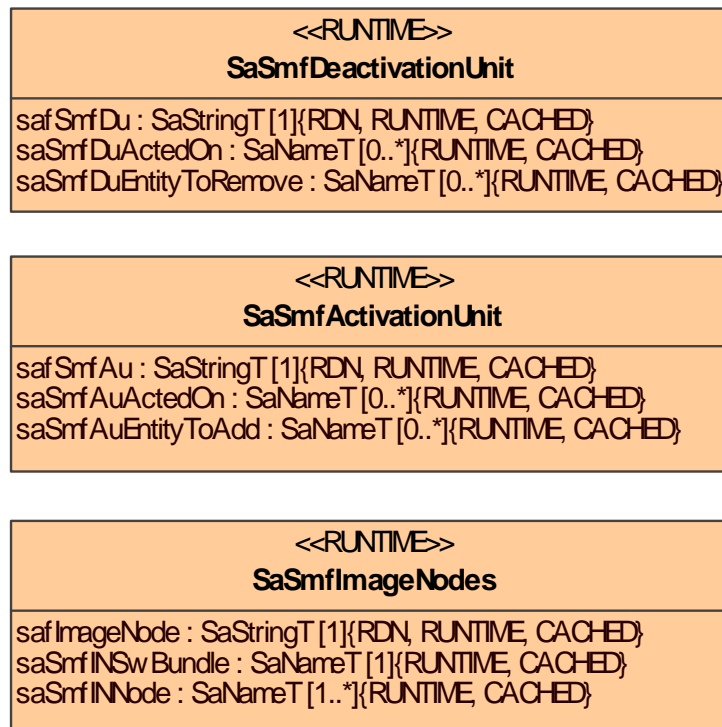 <<RUNTIME>>
SaSmfDeactivationUnit
safSmfDu : SaStringT [1]{RDN, RUNTIME, CACHED}
saSmfDuActedOn : SaNameT [0..*]{RUNTIME, CACHED}
saSmfDuEntityToRemove : SaNameT [0..*]{RUNTIME, CACHED}
<<RUNTIME>>
SaSmfActivationUnit
safSmfAu : SaStringT [1]{RDN, RUNTIME, CACHED}
saSmfAuActedOn : SaNameT [0..*]{RUNTIME, CACHED}
saSmfAuEntityToAdd : SaNameT [0..*]{RUNTIME, CACHED}
<<RUNTIME>>
SaSmfImageNodes
safImageNode : SaStringT [1]{RDN, RUNTIME, CACHED}
saSmfINSwBundle : SaNameT [1]{RUNTIME, CACHED}
saSmfINNode : SaNameT [1..*]{RUNTIME, CACHED}